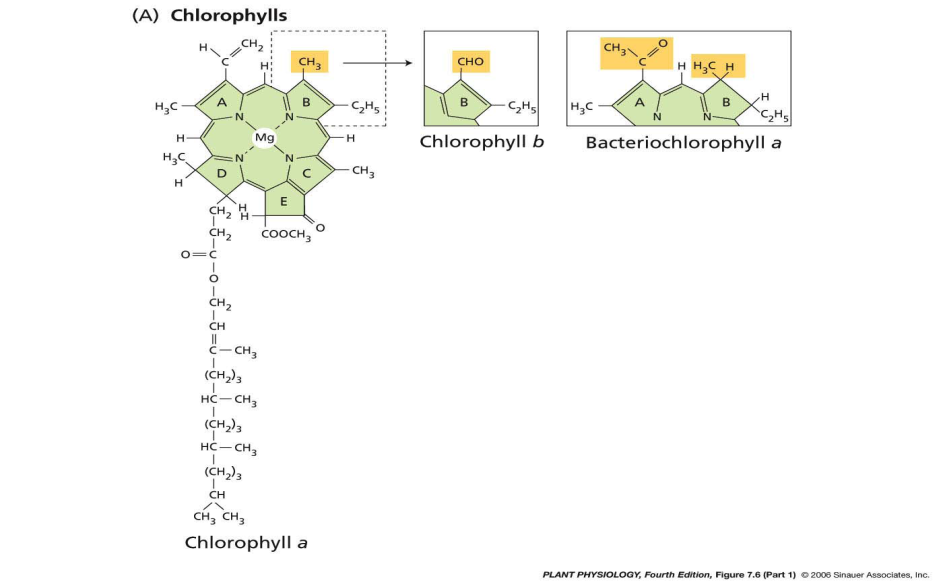 (A) Chlorophylls
H
CH2
C
H
CH3
H3C
A
B
C2H5
N
N
H
Mg
H
H3C
N
N
H
D
C
CH3
E
H
H
O
COOCH3
CH2
CH2
O=C
O
CH2
CH
C—CH3
(CH2)3
HC—CH3
(CH2)3
HC—CH3
(CH2)3
CH
CH3 CH3
Chlorophyll a
CHO
B
C2H5
Chlorophyll b
CH3
O
C
H
H3C H
H3C
A
B
H
N
N
C2H5
Bacteriochlorophyll a
PLANT PHYSIOLOGY, Fourth Edition, Figure 7.6 (Part 1) © 2006 Sinauer Associates, Inc.